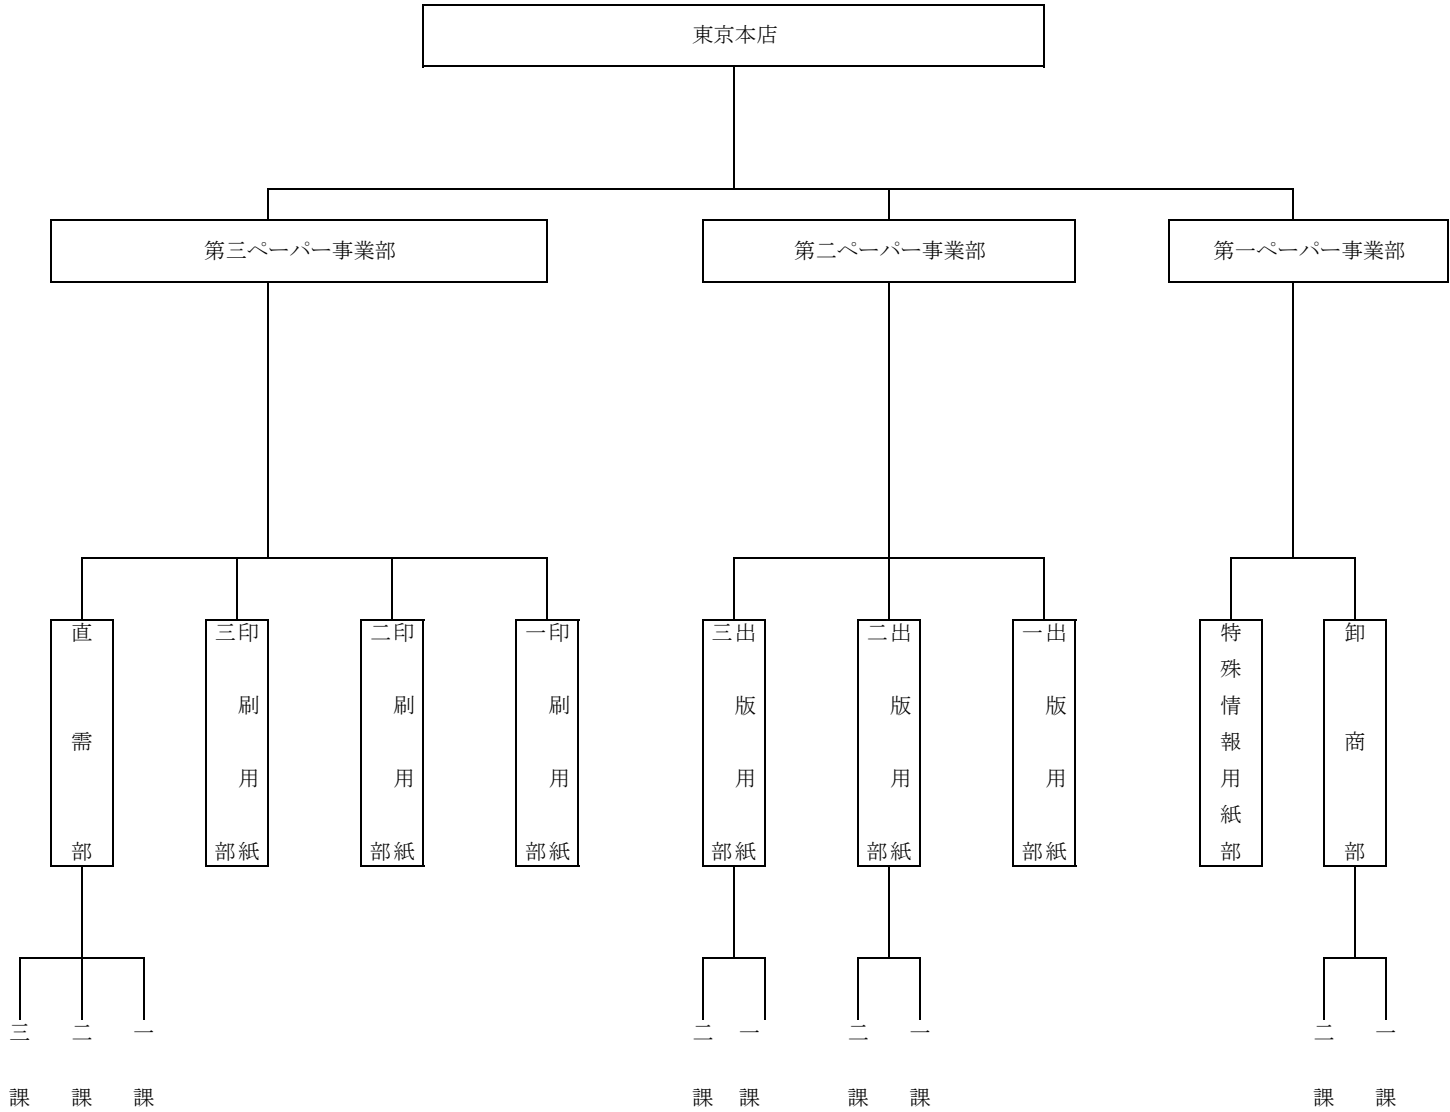 東京本店
第一ペーパー事業部
第二ペーパー事業部
第三ペーパー事業部
卸商部
特殊情報用紙部
出版用紙
一部
出版用紙
二部
出版用紙
三部
印刷用紙
一部
印刷用紙
二部
印刷用紙
三部
直需部
一課
二課
一課
二課
一課
二課
一課
二課
三課